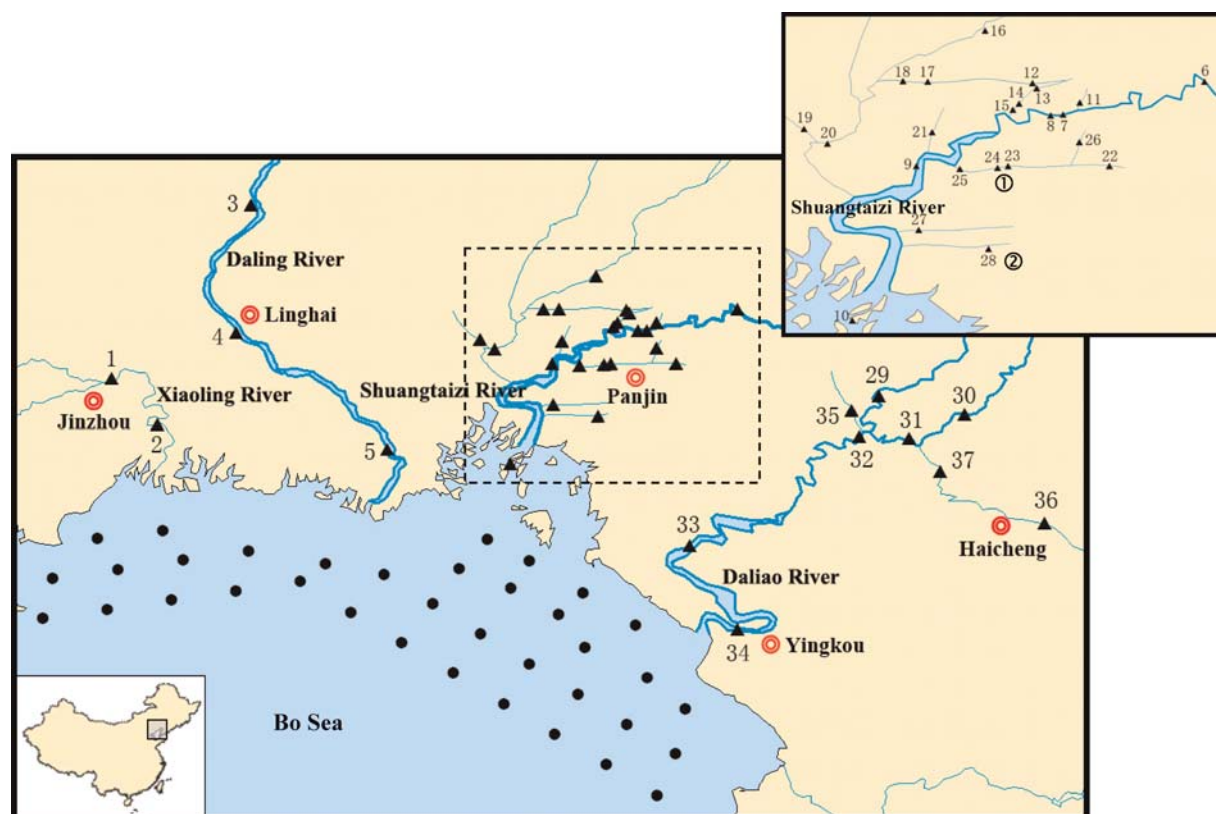 16
18 17 12 6
14 13 11
15 8 7
19 20 21 26
9 25 24 23 22
①
Shuangtaizi River
27
28 ②
10
3
Daling River
Linghai
4
1
Xiaoling River
Shuangtaizi River
Panjin
Jinzhou
2
5
29
35 30
31
32
37
36
33
Haicheng
Daliao River
34 Yingkou
Bo Sea